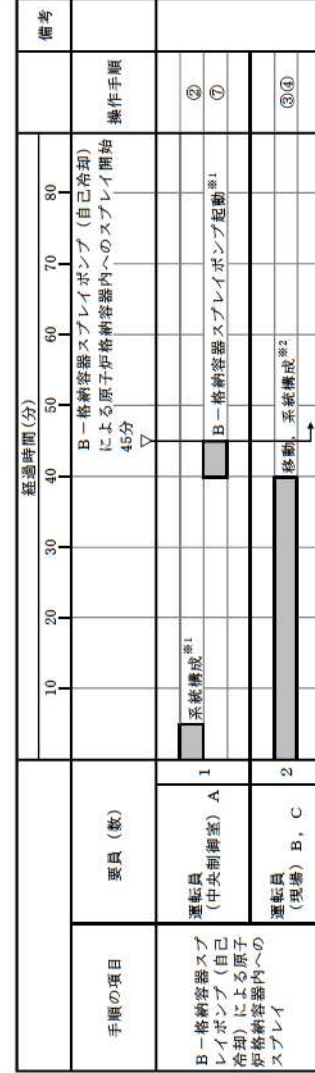 経過時間(分)
備考
10 20 30 40 50 60 70 80
手順の項目
要員(数)
操作手順
B-格納容器スプレイポンプ(自己冷却)
による原子炉格納容器内へのスプレイ開始
45分
▽
B-格納容器スプ
レイポンプ(自己
冷却)による原子
炉格納容器内への
スプレイ
運転員
(中央制御室) A
1
系統構成※1
②
B-格納容器スプレイポンプ起動※1
⑦
運転員
(現場) B, C
2
移動, 系統構成※2
③④